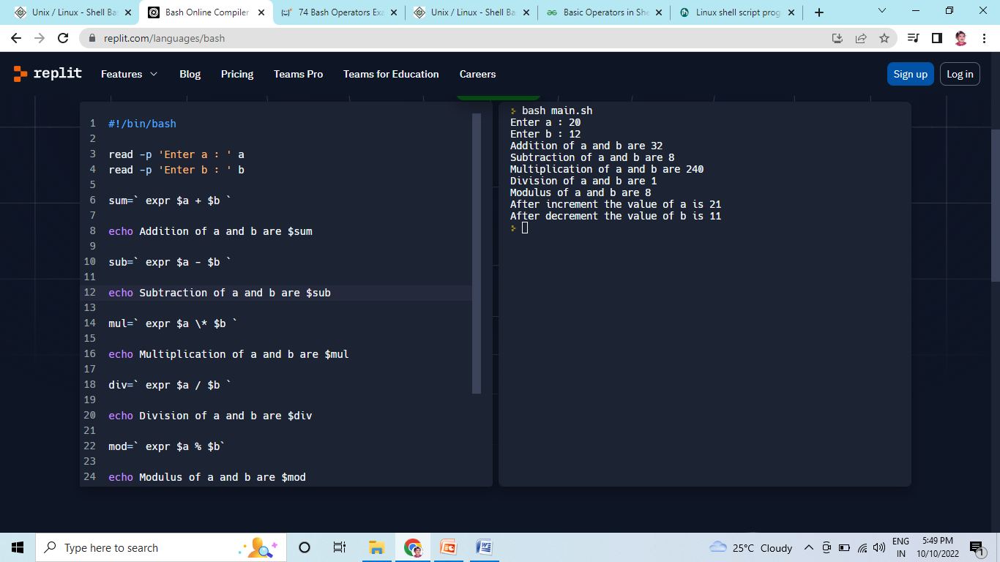 Unix / Linux - Shell Bas
Bash Online Compiler
74 Bash Operators Exa
Unix / Linux - Shell Bas
Basic Operators in She
Linux shell script prog
replit.com/languages/bash
replit
Features
Blog
Pricing
Teams Pro
Teams for Education
Careers
Sign up
Log in
1 #!/bin/bash
2
3 read -p 'Enter a : ' a
4 read -p 'Enter b : ' b
5
6 sum=` expr $a + $b `
7
8 echo Addition of a and b are $sum
9
10 sub=` expr $a - $b `
11
12 echo Subtraction of a and b are $sub
13
14 mul=` expr $a \* $b `
15
16 echo Multiplication of a and b are $mul
17
18 div=` expr $a / $b `
19
20 echo Division of a and b are $div
21
22 mod=` expr $a % $b`
23
24 echo Modulus of a and b are $mod
bash main.sh
Enter a : 20
Enter b : 12
Addition of a and b are 32
Subtraction of a and b are 8
Multiplication of a and b are 240
Division of a and b are 1
Modulus of a and b are 8
After increment the value of a is 21
After decrement the value of b is 11
Type here to search
25°C Cloudy
ENG
IN
5:49 PM
10/10/2022
1